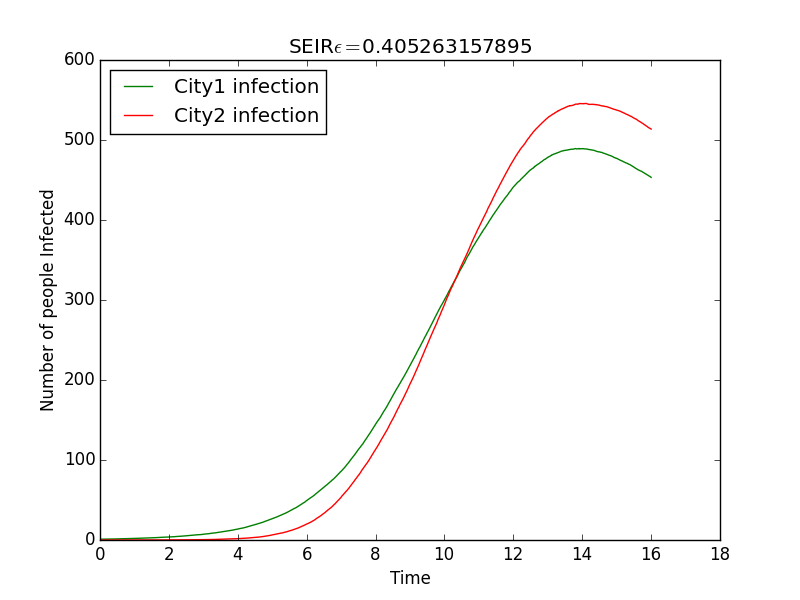 SEIRϵ=0.405263157895
600
City1 infection
City2 infection
500
400
300
200
100
0
Number of people Infected
0 2 4 6 8 10 12 14 16 18
Time